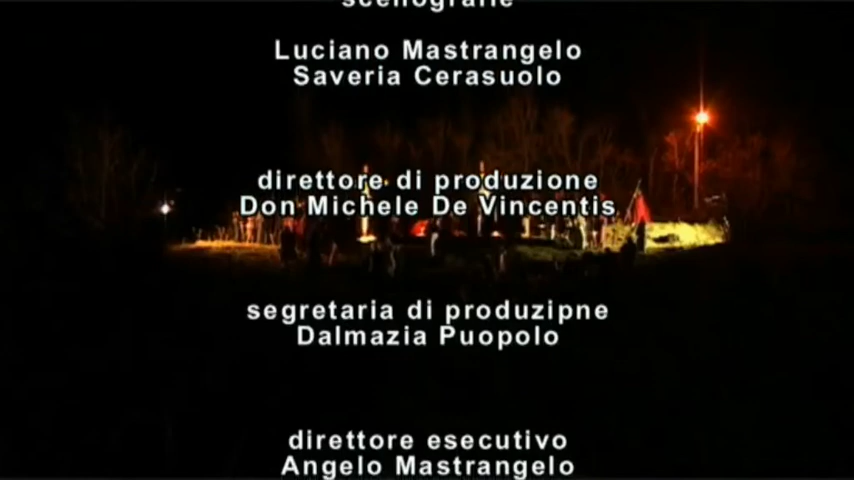 scenografie
Luciano Mastrangelo
Saveria Cerasuolo
direttore di produzione
Don Michele De Vincentis
segretaria di produzipne
Dalmazia Puopolo
direttore esecutivo
Angelo Mastrangelo